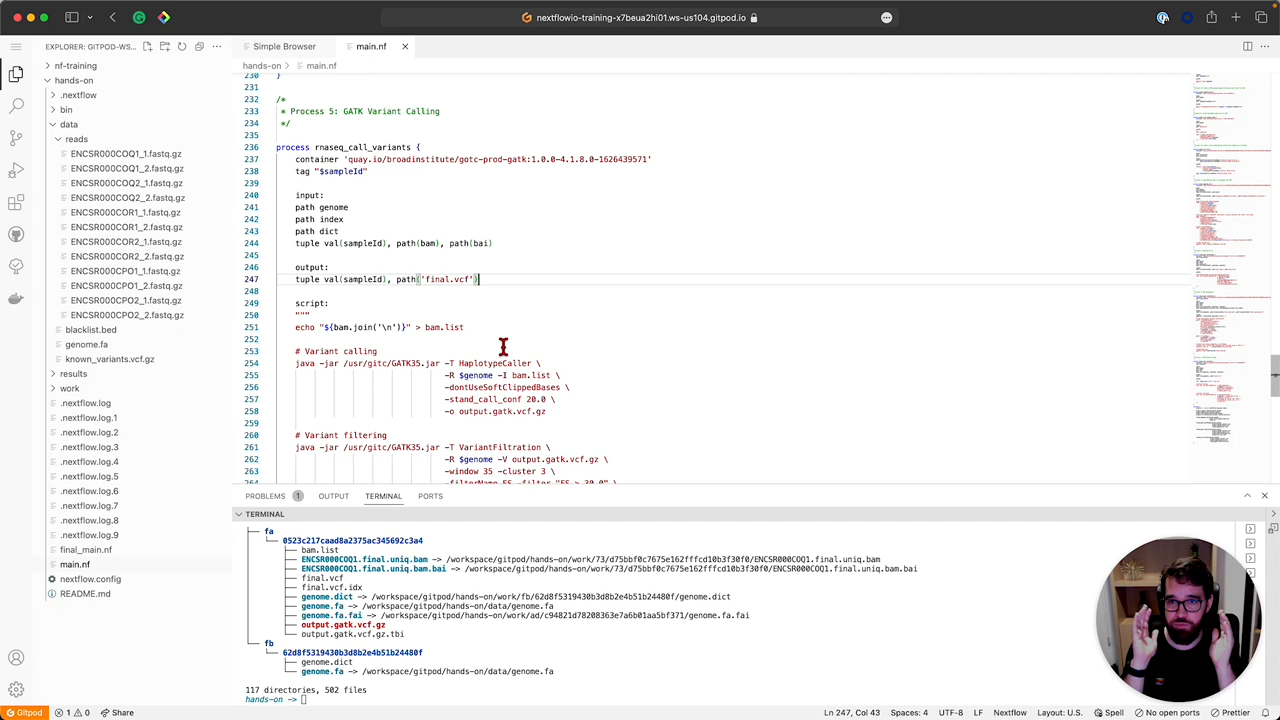 nextflowio-training-x7beua2hi01.ws-us104.gitpod.io
EXPLORER: GITPOD-WS...
nf-training
hands-on
.nextflow
bin
data
reads
ENCSR000COQ1_1.fastq.gz
ENCSR000COQ1_2.fastq.gz
ENCSR000COQ2_1.fastq.gz
ENCSR000COQ2_2.fastq.gz
ENCSR000COR1_1.fastq.gz
ENCSR000COR1_2.fastq.gz
ENCSR000COR2_1.fastq.gz
ENCSR000COR2_2.fastq.gz
ENCSR000CPO1_1.fastq.gz
ENCSR000CPO1_2.fastq.gz
ENCSR000CPO2_1.fastq.gz
ENCSR000CPO2_2.fastq.gz
blacklist.bed
genome.fa
known_variants.vcf.gz
results
work
.nextflow.log
.nextflow.log.1
.nextflow.log.2
.nextflow.log.3
.nextflow.log.4
.nextflow.log.5
.nextflow.log.6
.nextflow.log.7
.nextflow.log.8
.nextflow.log.9
final_main.nf
main.nf
nextflow.config
README.md
Simple Browser
main.nf
hands-on > main.nf
230 }
231
232 /*
233 * Process 5: GATK Variant Calling
234 */
235
236 process rnaseq_call_variants {
237 container 'quay.io/broadinstitute/gotc-prod-gatk:1.0.0-4.1.8.0-1626439571'
238 tag "$sampleId"
239
240 input:
241 path genome
242 path index
243 path dict
244 tuple val(sampleId), path(bam), path(bai)
245
246 output:
247 tuple val(sampleId), path('final.vcf')
248
249 script:
250 """
251 echo "${bam.join('\n')}" > bam.list
252
253 # Variant calling
254 java -jar /usr/gitc/GATK35.jar -T HaplotypeCaller \
255 -R $genome -I bam.list \
256 -dontUseSoftClippedBases \
257 -stand_call_conf 20.0 \
258 -o output.gatk.vcf.gz
259
260 # Variant filtering
261 java -jar /usr/gitc/GATK35.jar -T VariantFiltration \
262 -R $genome -V output.gatk.vcf.gz \
263 -window 35 -cluster 3 \
264 -filterName FS -filter "FS > 30.0" \
PROBLEMS 1 OUTPUT TERMINAL PORTS
TERMINAL
fa
0523c217caad8a2375ac345692c3a4
bam.list
ENCSR000COQ1.final.uniq.bam -> /workspace/gitpod/hands-on/work/73/d75bbf0c7675e162fffcd10b3f30f0/ENCSR000COQ1.final.uniq.bam
ENCSR000COQ1.final.uniq.bam.bai -> /workspace/gitpod/hands-on/work/73/d75bbf0c7675e162fffcd10b3f30f0/ENCSR000COQ1.final.uniq.bam.bai
final.vcf
final.vcf.idx
genome.dict -> /workspace/gitpod/hands-on/work/fb/62d8f5319430b3d8b2e4b51b24480f/genome.dict
genome.fa -> /workspace/gitpod/hands-on/data/genome.fa
genome.fa.fai -> /workspace/gitpod/hands-on/work/ad/c94821d78208363e7a6b01aa5bf371/genome.fa.fai
output.gatk.vcf.gz
output.gatk.vcf.gz.tbi
fb
62d8f5319430b3d8b2e4b51b24480f
genome.dict
genome.fa -> /workspace/gitpod/hands-on/data/genome.fa
117 directories, 502 files
hands-on ->
Gitpod 1 0 Share
Ln 247, Col 43 Spaces: 4 UTF-8 LF Nextflow Layout: U.S. Spell No open ports Prettier